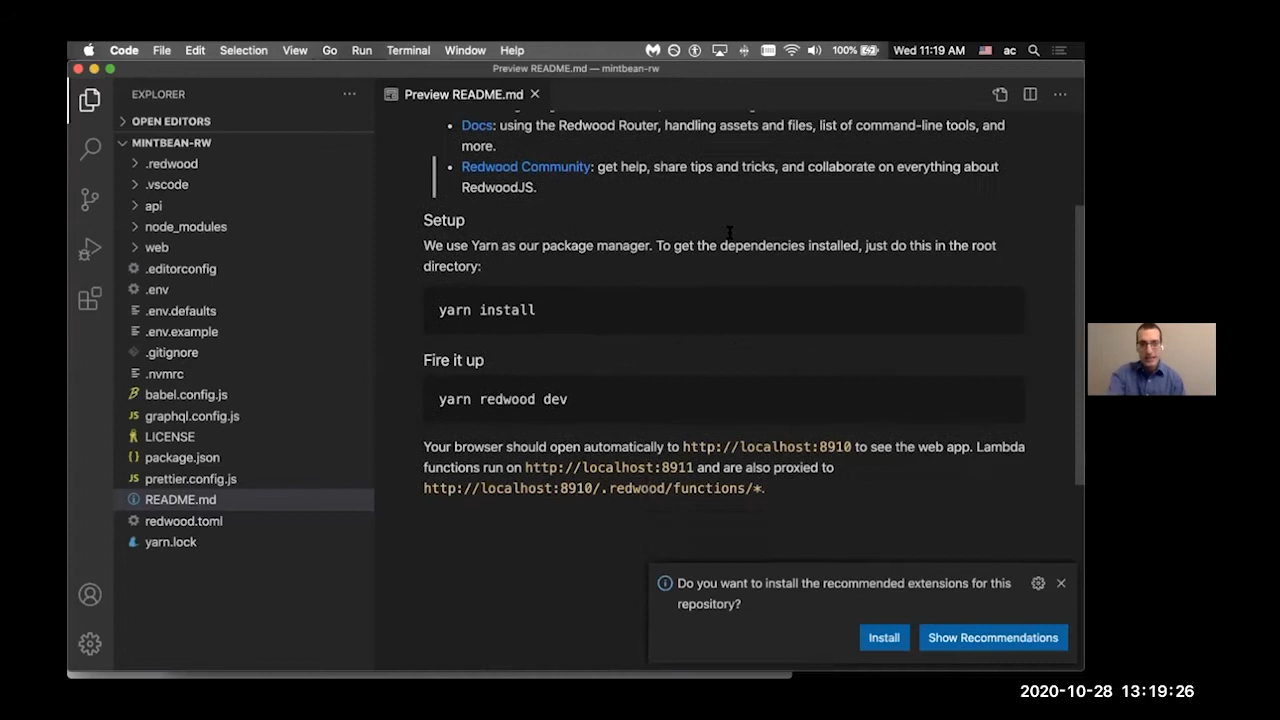 Code File Edit Selection View Go Run Terminal Window Help 100% Wed 11:19 AM ac
Preview README.md — mintbean-rw
EXPLORER
Preview README.md
OPEN EDITORS
MINTBEAN-RW
.redwood
.vscode
api
node_modules
web
.editorconfig
.env
.env.defaults
.env.example
.gitignore
.nvmrc
babel.config.js
JS graphql.config.js
LICENSE
{} package.json
JS prettier.config.js
README.md
redwood.toml
yarn.lock
• Docs: using the Redwood Router, handling assets and files, list of command-line tools, and
more.
• Redwood Community: get help, share tips and tricks, and collaborate on everything about
RedwoodJS.
Setup
We use Yarn as our package manager. To get the dependencies installed, just do this in the root
directory:
yarn install
Fire it up
yarn redwood dev
Your browser should open automatically to http://localhost:8910 to see the web app. Lambda
functions run on http://localhost:8911 and are also proxied to
http://localhost:8910/.redwood/functions/*.
Do you want to install the recommended extensions for this
repository?
Install
Show Recommendations
2020-10-28 13:19:26